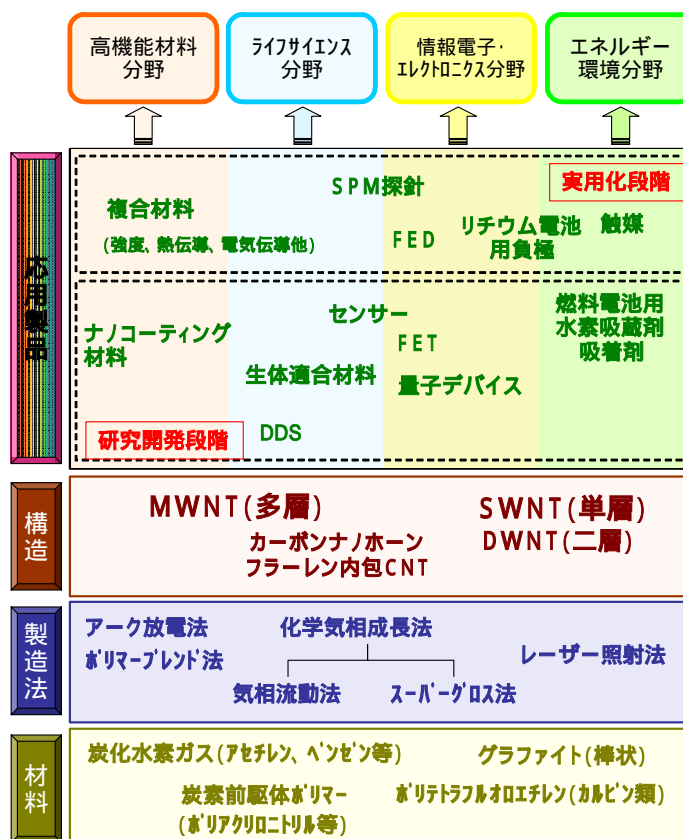 高機能材料
分野
ﾗｲﾌｻｲｴﾝｽ
分野
情報電子・
ｴﾚｸﾄﾛﾆｸｽ分野
エネルギー
環境分野
応用製品
SPM探針
実用化段階
複合材料
(強度、熱伝導、電気伝導他)
FED
リチウム電池
用負極
触媒
ナノコーティング
材料
センサー
FET
燃料電池用
水素吸蔵剤
吸着剤
生体適合材料
量子デバイス
研究開発段階
DDS
構造
MWNT(多層)
SWNT(単層)
カーボンナノホーン
フラーレン内包CNT
DWNT(二層)
製造法
アーク放電法
化学気相成長法
ﾎﾟﾘﾏｰﾌﾞﾚﾝﾄﾞ法
レーザー照射法
気相流動法
ｽｰﾊﾟｰｸﾞﾛｽ法
材料
炭化水素ガス(ｱｾﾁﾚﾝ、ﾍﾞﾝｾﾞﾝ等)
グラファイト(棒状)
炭素前駆体ﾎﾟﾘﾏｰ
(ﾎﾟﾘｱｸﾘﾛﾆﾄﾘﾙ等)
ﾎﾟﾘﾃﾄﾗﾌﾙｵﾛｴﾁﾚﾝ(ｶﾙﾋﾞﾝ類)